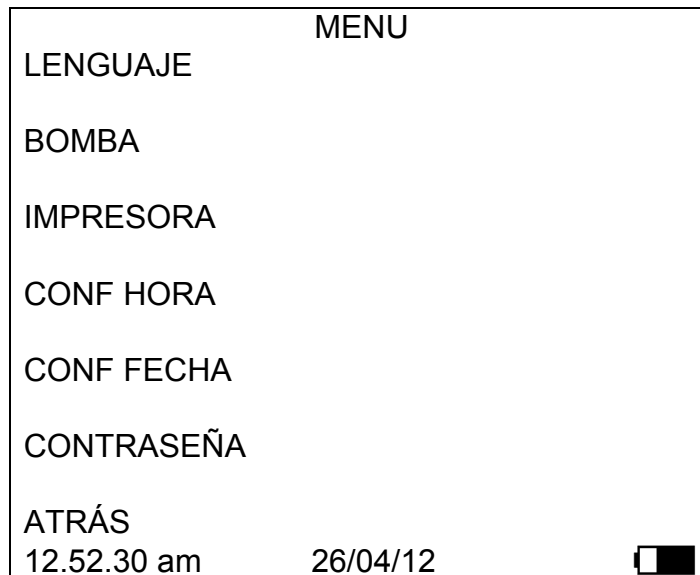 MENU
LENGUAJE
BOMBA
IMPRESORA
CONF HORA
CONF FECHA
CONTRASEÑA
ATRÁS
12.52.30 am 26/04/12